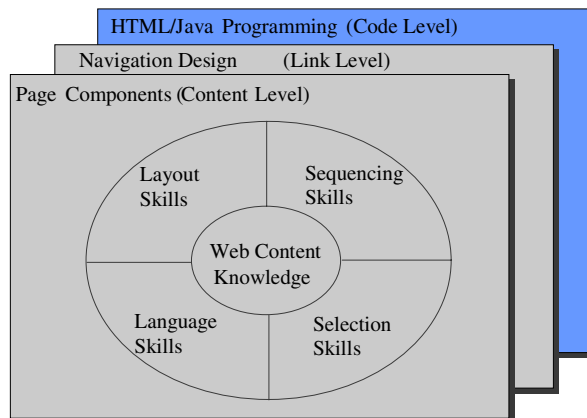 HTML/Java Programming (Code Level)
Navigation Design (Link Level)
Page Components (Content Level)
Layout
Skills
Sequencing
Skills
Web Content
Knowledge
Language
Skills
Selection
Skills